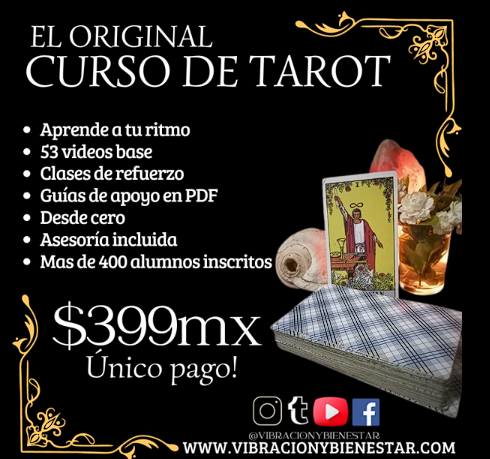 EL ORIGINAL
CURSO DE TAROT
• Aprende a tu ritmo
• 53 videos base
• Clases de refuerzo
• Guías de apoyo en PDF
• Desde cero
• Asesoría incluida
• Mas de 400 alumnos inscritos
I
$399mx
Único pago!
@VIBRACIONYBIENESTAR
WWW.VIBRACIONYBIENESTAR.COM